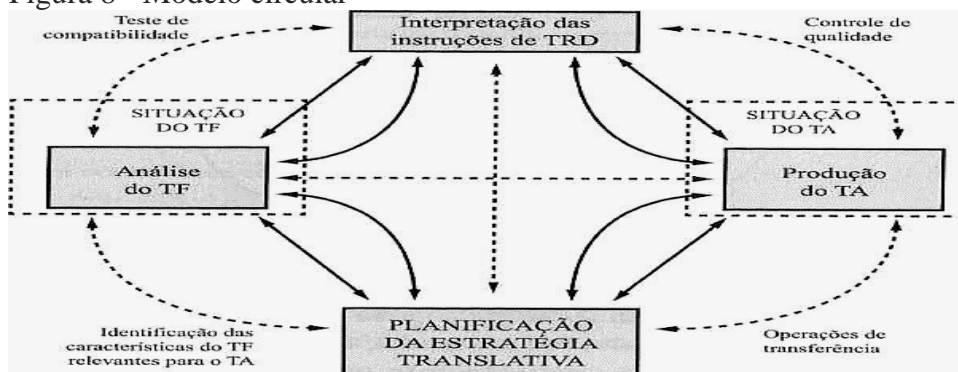 Figura 8 - Modelo circular
Teste de
compatibilidade
Interpretação das
instruções de TRD
Controle de
qualidade
SITUAÇÃO
DO TF
SITUAÇÃO
DO TA
Análise
do TF
Produção
do TA
Identificação das
características do TF
relevantes para o TA
PLANIFICAÇÃO
DA ESTRATÉGIA
TRANSLATIVA
Operações de
transferência